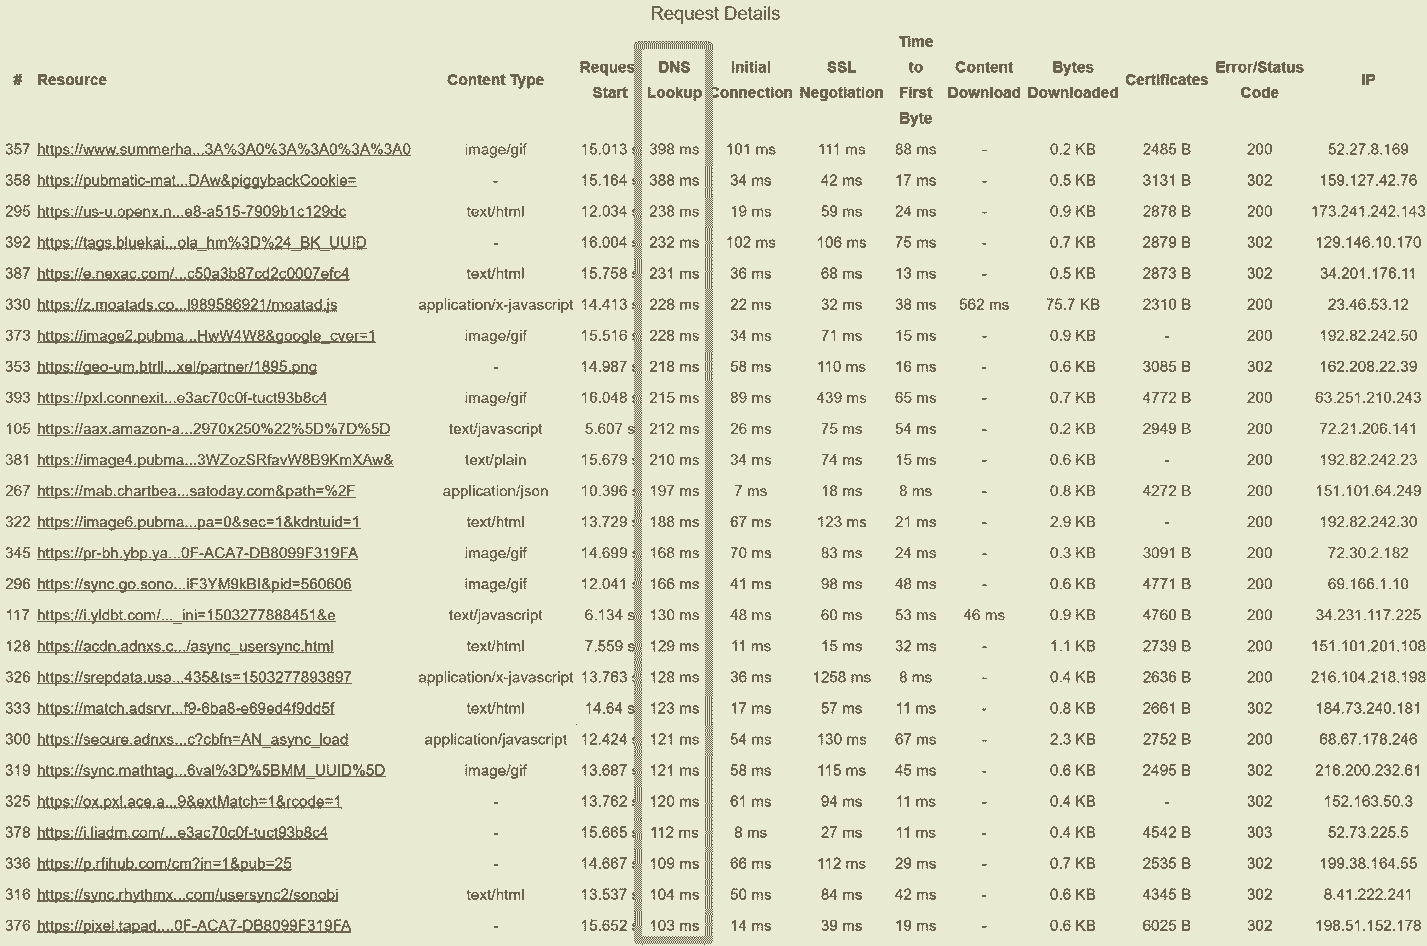 Request Details
# Resource Content Type Reques Start DNS Lookup Initial Connection SSL Negotiation Time to First Byte Content Download Bytes Downloaded Certificates Error/Status Code IP
357 https://www.summerha...3A%3A0%3A%3A0%3A%3A0 image/gif 15.013 s 398 ms 101 ms 111 ms 88 ms - 0.2 KB 2485 B 200 52.27.8.169
358 https://pubmatic-mat...DAw&piggybackCookie= - 15.164 s 388 ms 34 ms 42 ms 17 ms - 0.5 KB 3131 B 302 159.127.42.76
295 https://us-u.openx.n...e8-a515-7909b1c129dc text/html 12.034 s 238 ms 19 ms 59 ms 24 ms - 0.9 KB 2878 B 200 173.241.242.143
392 https://tags.bluekai...ola_hm%3D%24_BK_UUID - 16.004 s 232 ms 102 ms 106 ms 75 ms - 0.7 KB 2879 B 302 129.146.10.170
387 https://e.nexac.com/...c50a3b87cd2c0007efc4 text/html 15.758 s 231 ms 36 ms 68 ms 13 ms - 0.5 KB 2873 B 302 34.201.176.11
330 https://z.moatads.co...l989586921/moatad.js application/x-javascript 14.413 s 228 ms 22 ms 32 ms 38 ms 562 ms 75.7 KB 2310 B 200 23.46.53.12
373 https://image2.pubma...HwW4W8&google_cver=1 image/gif 15.516 s 228 ms 34 ms 71 ms 15 ms - 0.9 KB - 200 192.82.242.50
353 https://geo-um.btrll...xel/partner/1895.png - 14.987 s 218 ms 58 ms 110 ms 16 ms - 0.6 KB 3085 B 302 162.208.22.39
393 https://pxl.connexit...e3ac70c0f-tuct93b8c4 image/gif 16.048 s 215 ms 89 ms 439 ms 65 ms - 0.7 KB 4772 B 200 63.251.210.243
105 https://aax.amazon-a...2970x250%22%5D%7D%5D text/javascript 5.607 s 212 ms 26 ms 75 ms 54 ms - 0.2 KB 2949 B 200 72.21.206.141
381 https://image4.pubma...3WZozSRfavW8B9KmXAw& text/plain 15.679 s 210 ms 34 ms 74 ms 15 ms - 0.6 KB - 200 192.82.242.23
267 https://mab.chartbea...satoday.com&path=%2F application/json 10.396 s 197 ms 7 ms 18 ms 8 ms - 0.8 KB 4272 B 200 151.101.64.249
322 https://image6.pubma...pa=0&sec=1&kdntuid=1 text/html 13.729 s 188 ms 67 ms 123 ms 21 ms - 2.9 KB - 200 192.82.242.30
345 https://pr-bh.ybp.ya...0F-ACA7-DB8099F319FA image/gif 14.699 s 168 ms 70 ms 83 ms 24 ms - 0.3 KB 3091 B 200 72.30.2.182
296 https://sync.go.sono...iF3YM9kBI&pid=560606 image/gif 12.041 s 166 ms 41 ms 98 ms 48 ms - 0.6 KB 4771 B 200 69.166.1.10
117 https://i.yldbt.com/..._ini=1503277888451&e text/javascript 6.134 s 130 ms 48 ms 60 ms 53 ms 46 ms 0.9 KB 4760 B 200 34.231.117.225
128 https://acdn.adnxs.c.../async_usersync.html text/html 7.559 s 129 ms 11 ms 15 ms 32 ms - 1.1 KB 2739 B 200 151.101.201.108
326 https://srepdata.usa...435&ts=1503277893897 application/x-javascript 13.763 s 128 ms 36 ms 1258 ms 8 ms - 0.4 KB 2636 B 200 216.104.218.198
333 https://match.adsrvr...f9-6ba8-e69ed4f9dd5f text/html 14.64 s 123 ms 17 ms 57 ms 11 ms - 0.8 KB 2661 B 302 184.73.240.181
300 https://secure.adnxs...c?cbfn=AN_async_load application/javascript 12.424 s 121 ms 54 ms 130 ms 67 ms - 2.3 KB 2752 B 200 68.67.178.246
319 https://sync.mathtag...6val%3D%5BMM_UUID%5D image/gif 13.687 s 121 ms 58 ms 115 ms 45 ms - 0.6 KB 2495 B 302 216.200.232.61
325 https://ox.pxl.ace.a...9&extMatch=1&rcode=1 - 13.762 s 120 ms 61 ms 94 ms 11 ms - 0.4 KB - 302 152.163.50.3
378 https://i.liadm.com/...e3ac70c0f-tuct93b8c4 - 15.665 s 112 ms 8 ms 27 ms 11 ms - 0.4 KB 4542 B 303 52.73.225.5
336 https://p.rfihub.com/cm?in=1&pub=25 - 14.667 s 109 ms 66 ms 112 ms 29 ms - 0.7 KB 2535 B 302 199.38.164.55
316 https://sync.rhythmx...com/usersync2/sonobi text/html 13.537 s 104 ms 50 ms 84 ms 42 ms - 0.6 KB 4345 B 302 8.41.222.241
376 https://pixel.tapad....0F-ACA7-DB8099F319FA - 15.652 s 103 ms 14 ms 39 ms 19 ms - 0.6 KB 6025 B 302 198.51.152.178